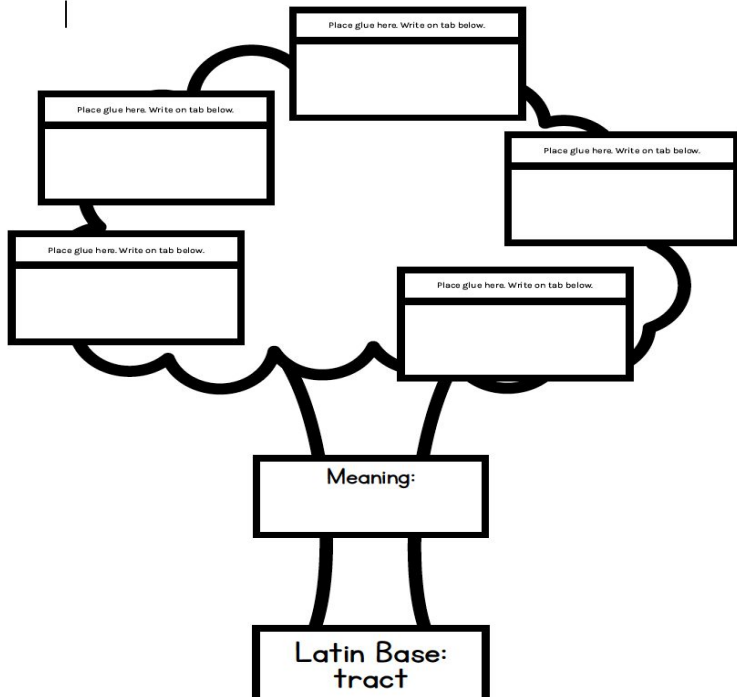 Place glue here. Write on tab below.
Place glue here. Write on tab below.
Place glue here. Write on tab below.
Place glue here. Write on tab below.
Place glue here. Write on tab below.
Meaning:
Latin Base:
tract